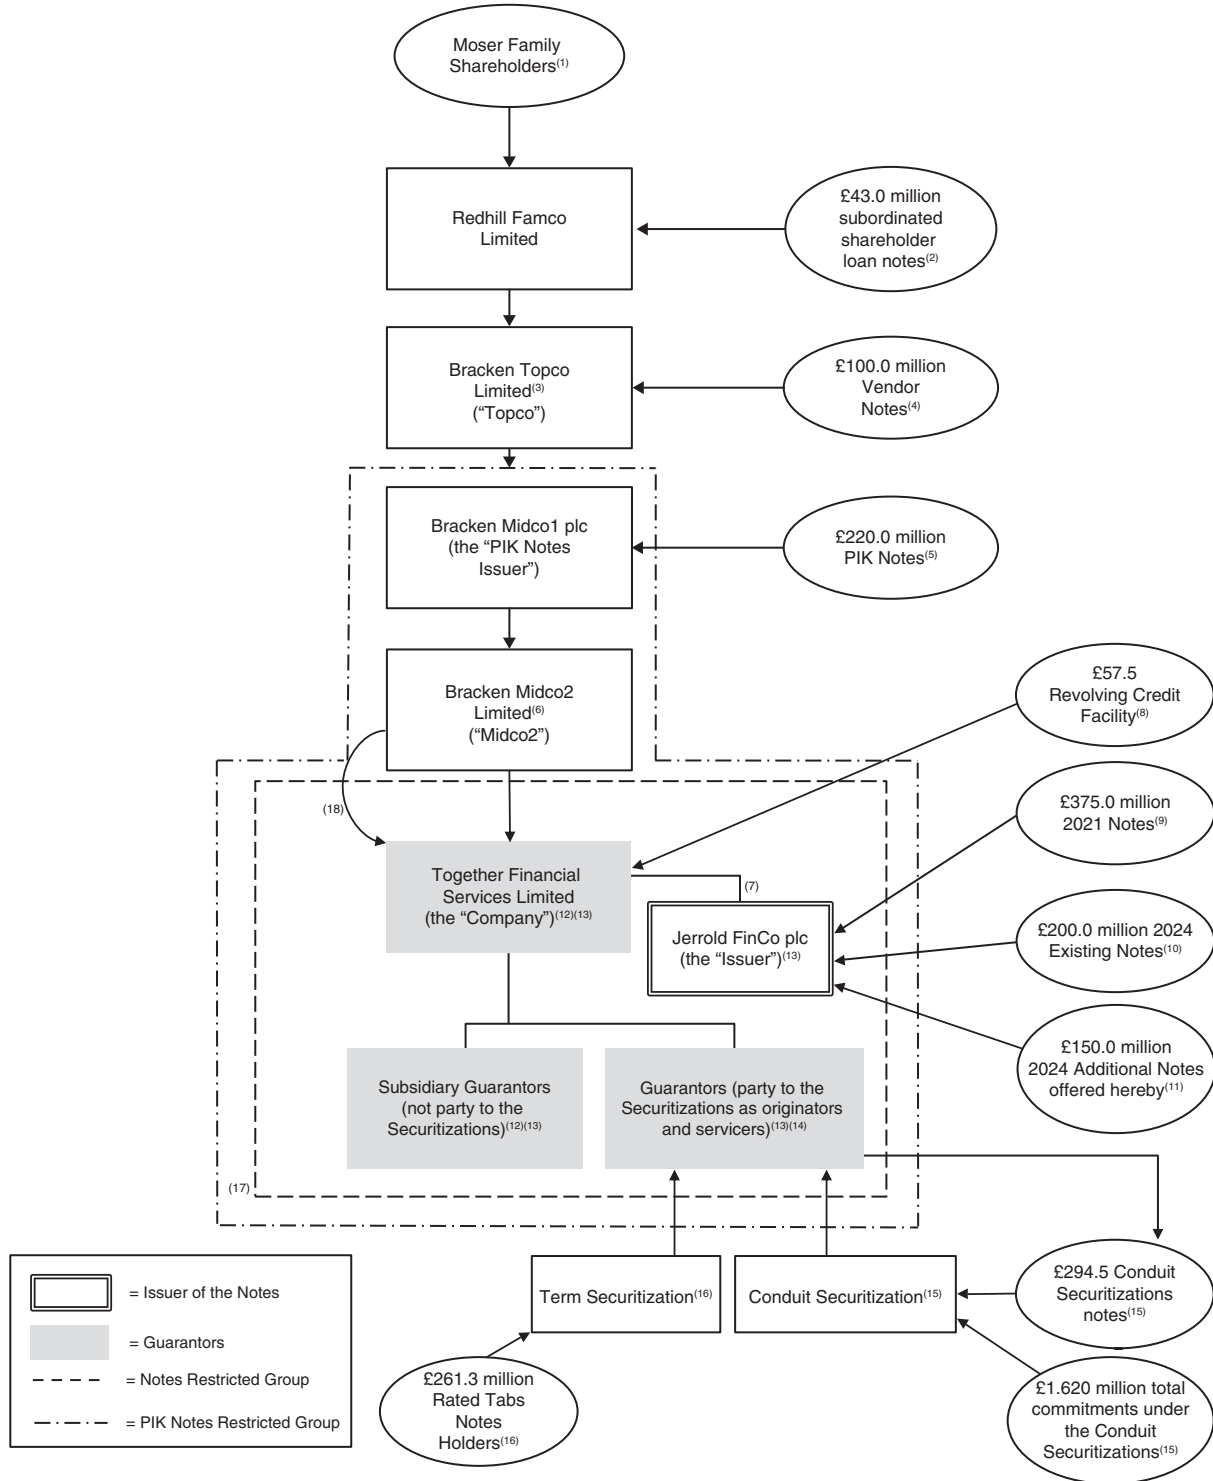 Moser Family
Shareholders(1)
Redhill Famco
Limited
£43.0 million
subordinated
shareholder
loan notes(2)
Bracken Topco
Limited(3)
(“Topco”)
£100.0 million
Vendor
Notes(4)
Bracken Midco1 plc
(the “PIK Notes
Issuer”)
£220.0 million
PIK Notes(5)
Bracken Midco2
Limited(6)
(“Midco2”)
£57.5
Revolving Credit
Facility(8)
(18)
£375.0 million
2021 Notes(9)
Together Financial
Services Limited
(the “Company”)(12)(13)
(7)
Jerrold FinCo plc
(the “Issuer”)(13)
£200.0 million 2024
Existing Notes(10)
£150.0 million
2024 Additional Notes
offered hereby(11)
Subsidiary Guarantors
(not party to the
Securitizations)(12)(13)
Guarantors (party to the
Securitizations as originators
and servicers)(13)(14)
(17)
Term Securitization(16)
Conduit Securitization(15)
£294.5 Conduit
Securitizations
notes(15)
£261.3 million
Rated Tabs
Notes
Holders(16)
£1.620 million total
commitments under
the Conduit
Securitizations(15)
= Issuer of the Notes
= Guarantors
= Notes Restricted Group
= PIK Notes Restricted Group